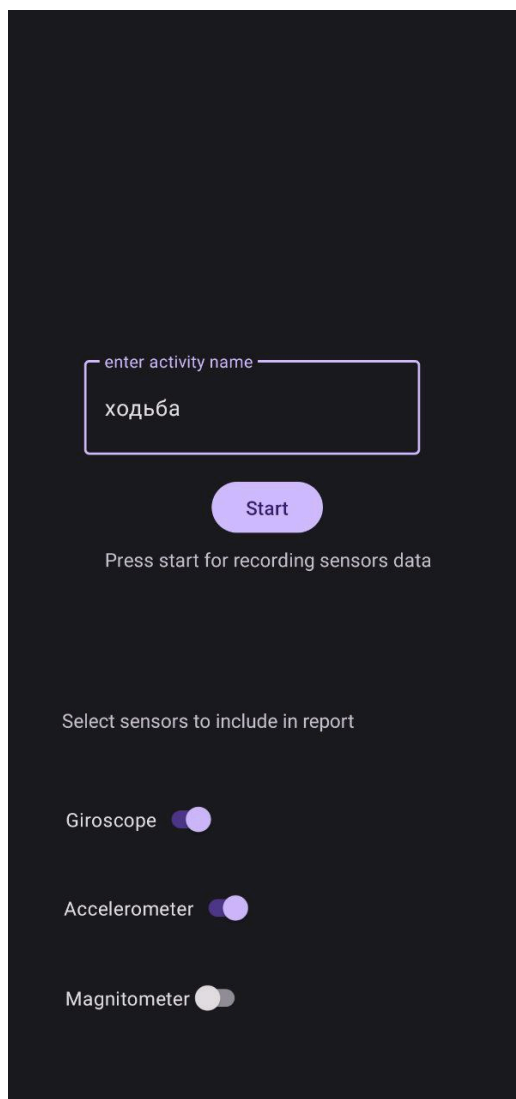 enter activity name
ходьба
Start
Press start for recording sensors data
Select sensors to include in report
Giroscope
Accelerometer
Magnitometer